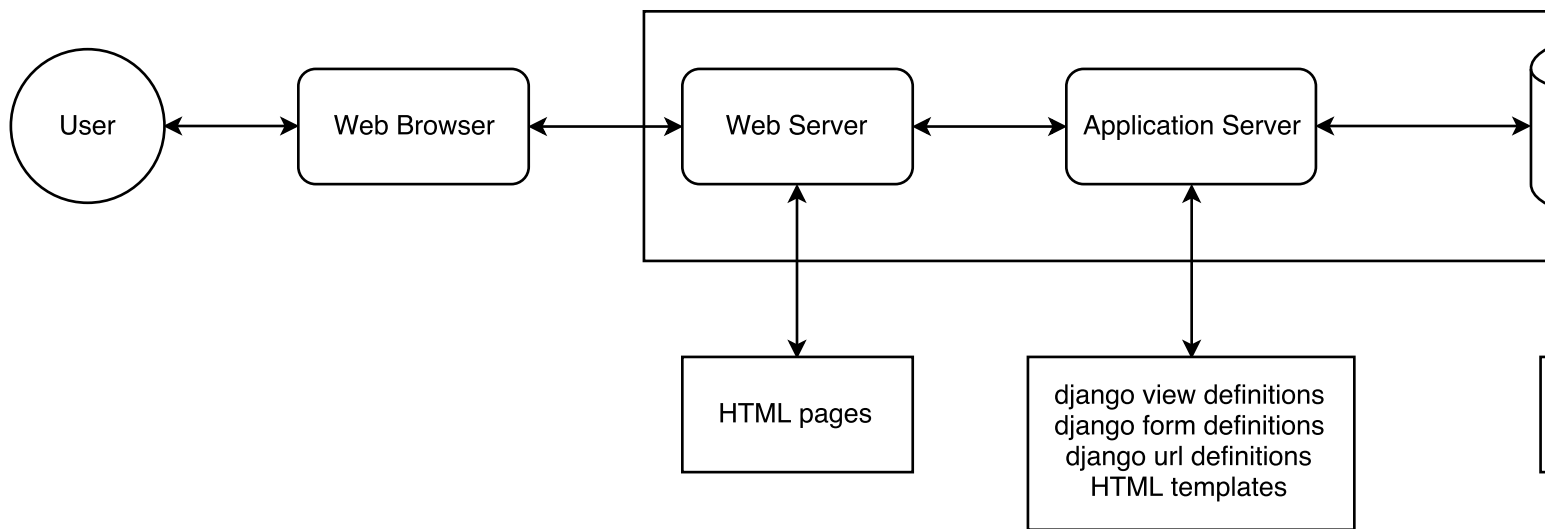 User
Web Browser
Web Server
Application Server
HTML pages
django view definitions
django form definitions
django url definitions
HTML templates